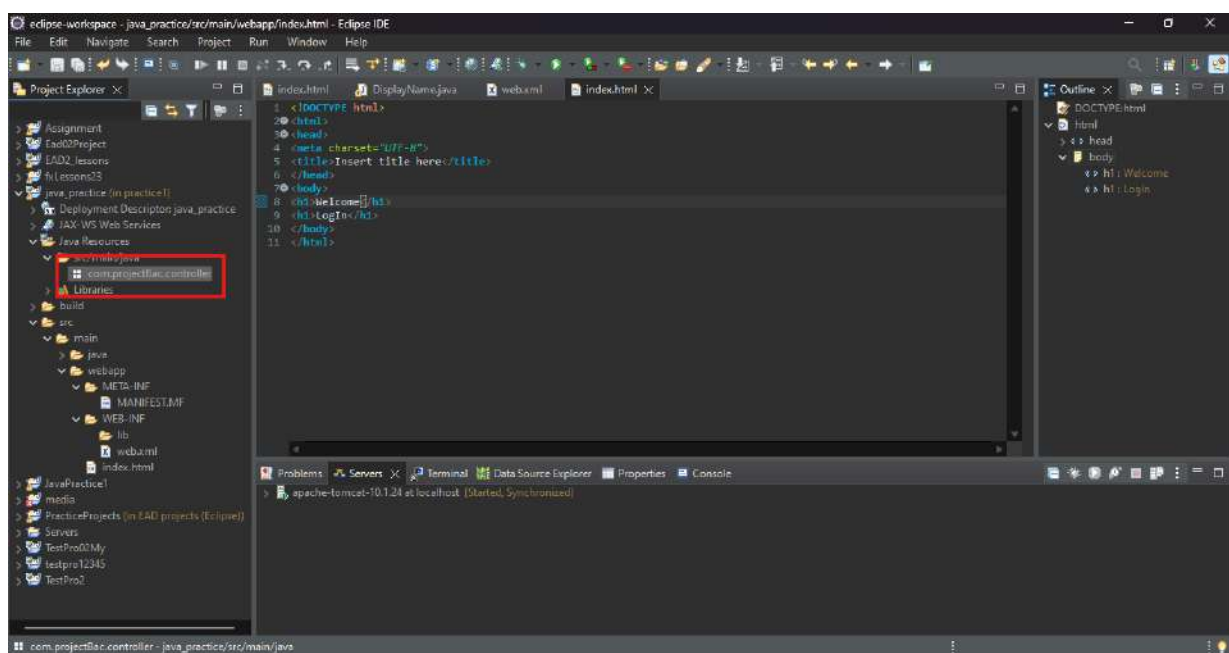 eclipse-workspace - java_practice/src/main/webapp/index.html - Eclipse IDE
File Edit Navigate Search Project Run Window Help
Project Explorer
Assignment
Ead02Project
EAD2_lessons
fxLessons23
java_practice (in practice1)
Deployment Descriptor: java_practice
JAX-WS Web Services
Java Resources
src/main/java
Libraries
build
src
main
java
webapp
META-INF
MANIFEST.MF
WEB-INF
lib
web.xml
index.html
JavaPractice1
media
PracticeProjects (in EAD projects (Eclipse))
Servers
TestPro02My
testpro12345
TestPro2
index.html DisplayName.java web.xml index.html
1 <!DOCTYPE html>
2 <html>
3 <head>
4 <meta charset="UTF-8">
5 <title>Insert title here</title>
6 </head>
7 <body>
8 <h1>Welcome</h1>
9 <h1>LogIn</h1>
10 </body>
11 </html>
Outline
DOCTYPE:html
html
head
body
h1 : Welcome
h1 : Login
Problems Servers Terminal Data Source Explorer Properties Console
apache-tomcat-10.1.24 at localhost [Started, Synchronized]